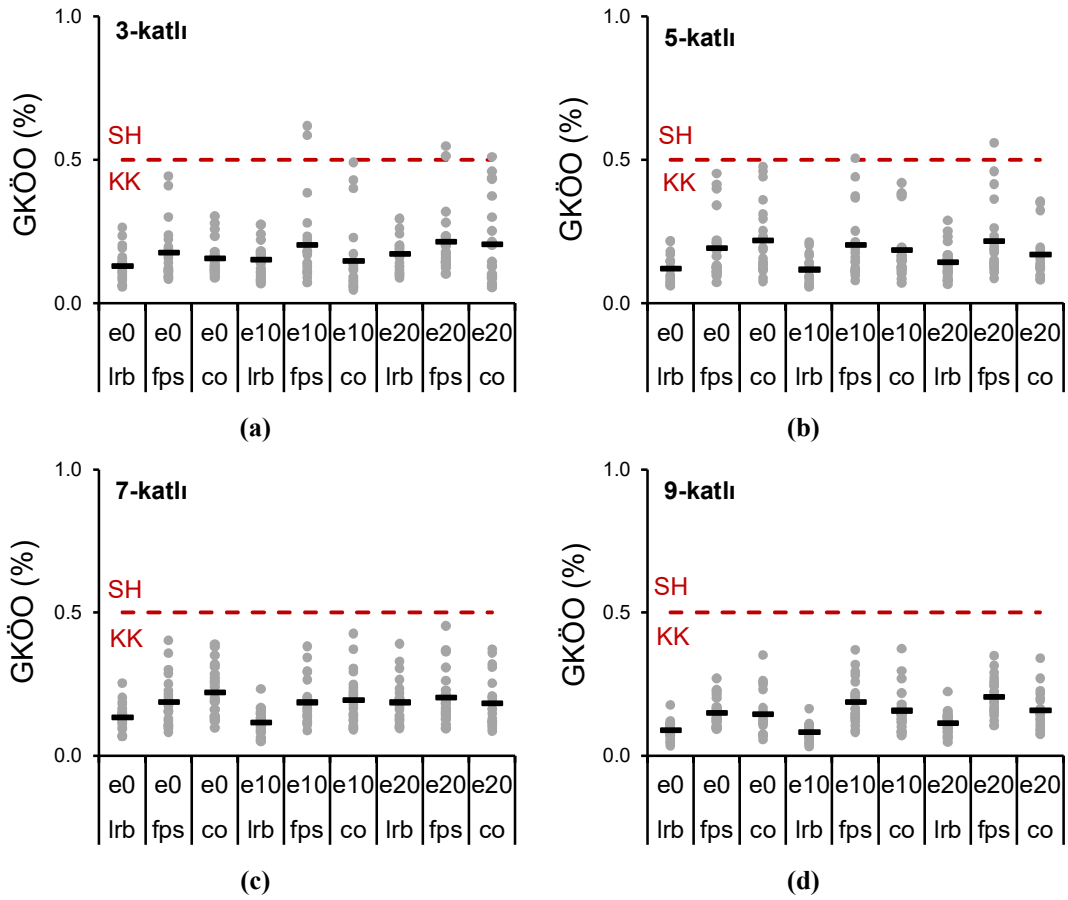 3-katlı
GKÖO (%)
1.0
0.5
0.0
SH
KK
e0 e0 e0 e10 e10 e10 e20 e20 e20
lrb fps co lrb fps co lrb fps co
(a)
5-katlı
GKÖO (%)
1.0
0.5
0.0
SH
KK
e0 e0 e0 e10 e10 e10 e20 e20 e20
lrb fps co lrb fps co lrb fps co
(b)
7-katlı
GKÖO (%)
1.0
0.5
0.0
SH
KK
e0 e0 e0 e10 e10 e10 e20 e20 e20
lrb fps co lrb fps co lrb fps co
(c)
9-katlı
GKÖO (%)
1.0
0.5
0.0
SH
KK
e0 e0 e0 e10 e10 e10 e20 e20 e20
lrb fps co lrb fps co lrb fps co
(d)